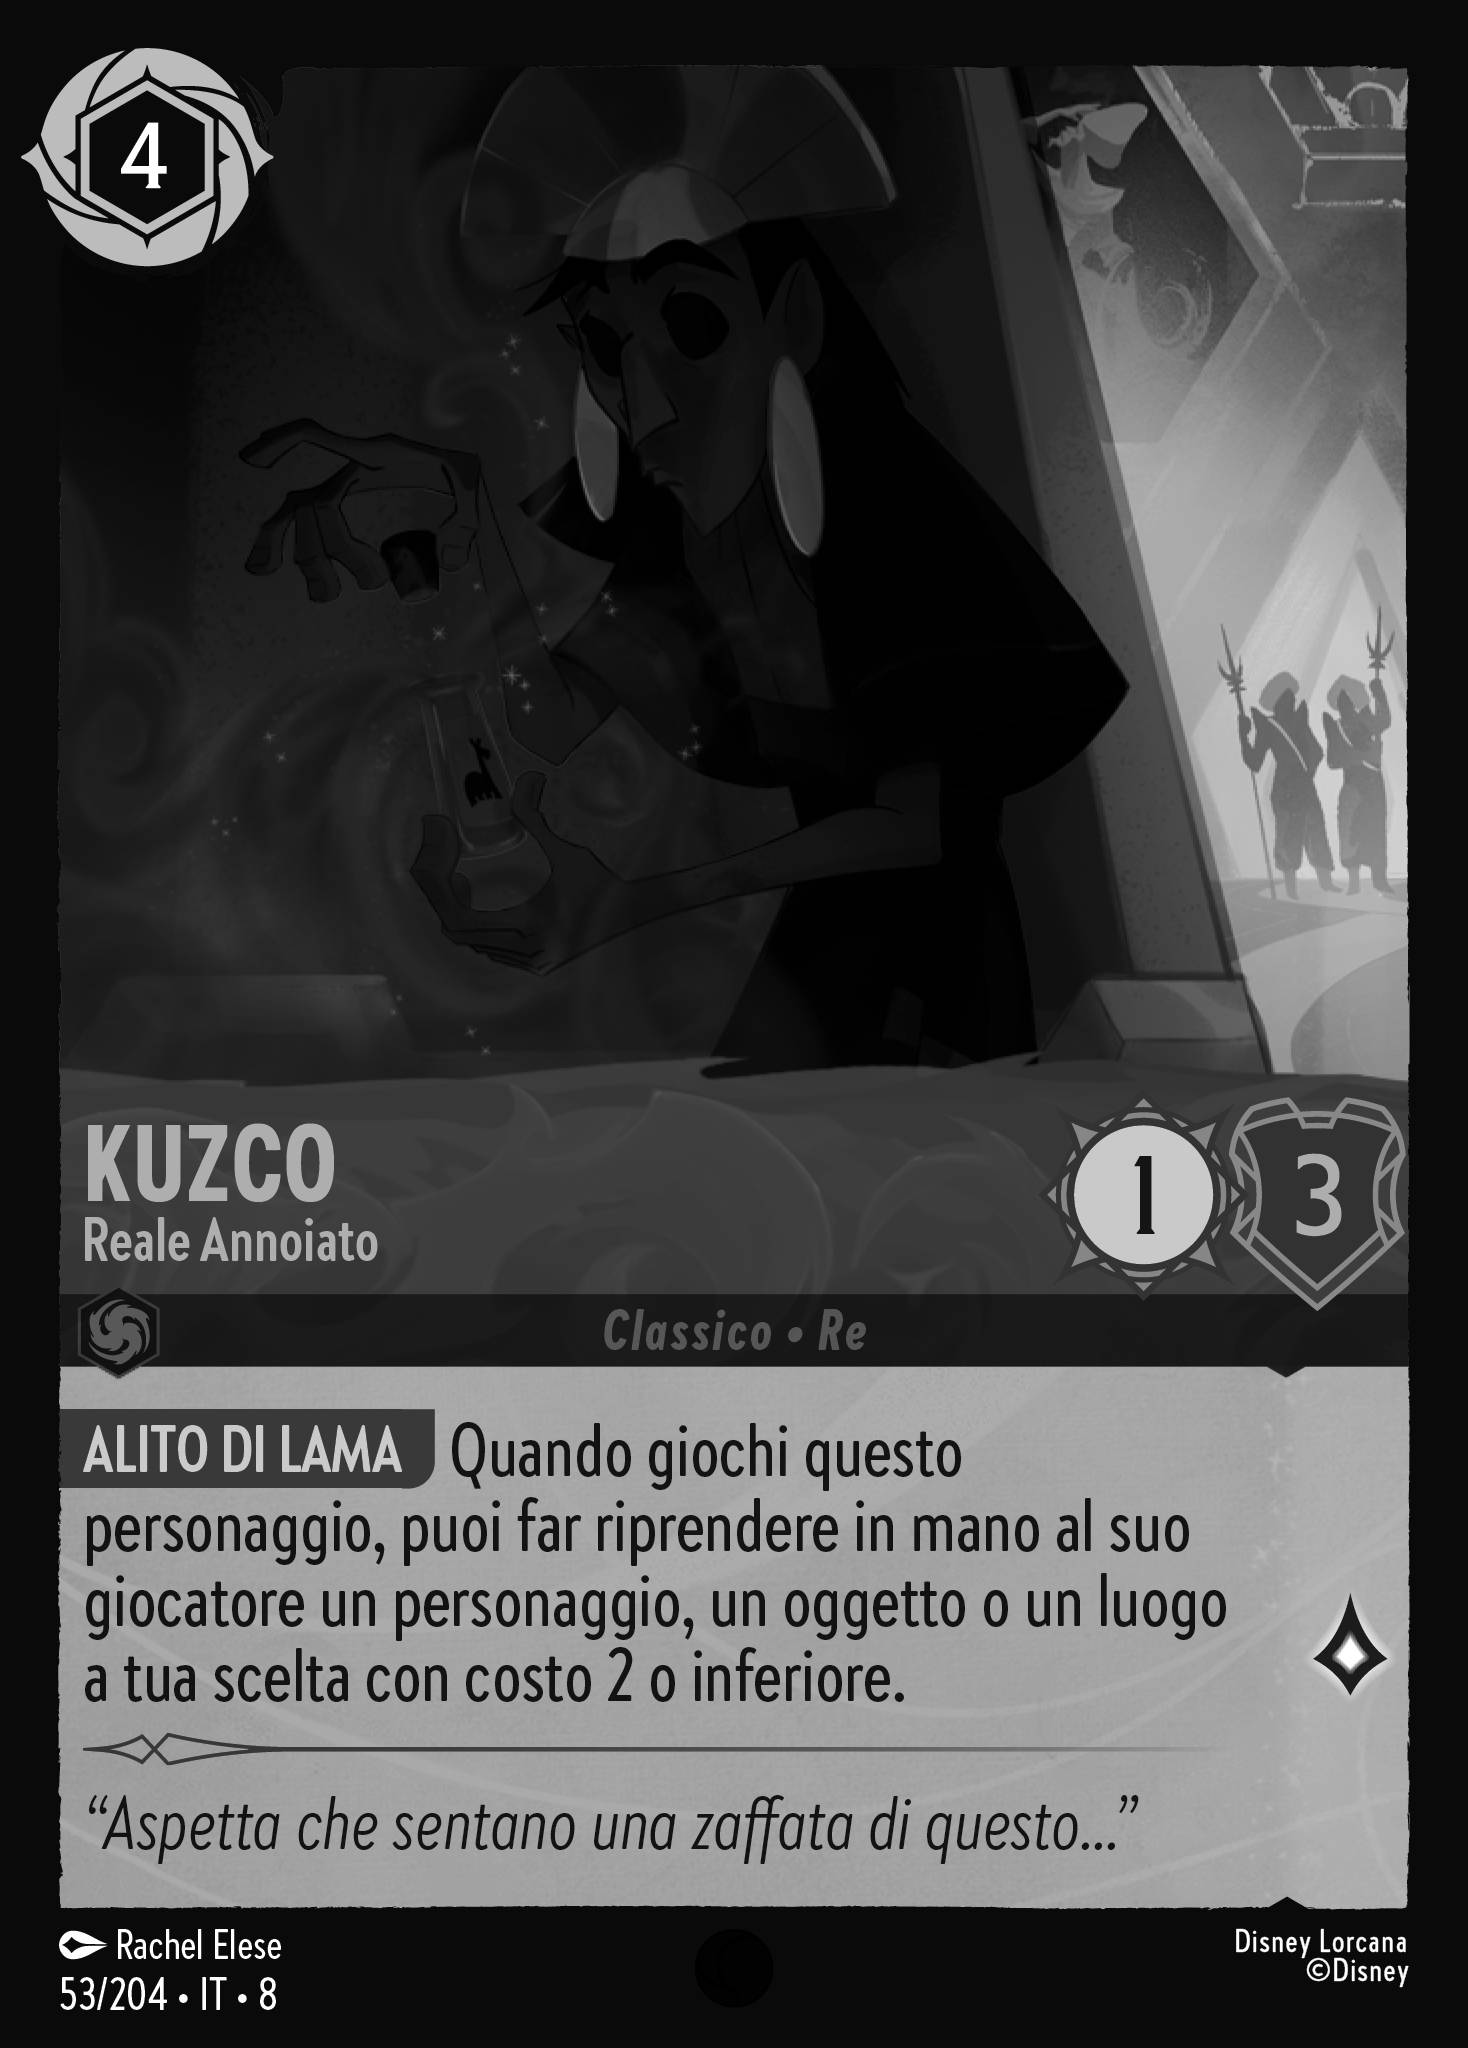 4
KUZCO
Reale Annoiato
1
3
Classico • Re
ALITO DI LAMA Quando giochi questo
personaggio, puoi far riprendere in mano al suo
giocatore un personaggio, un oggetto o un luogo
a tua scelta con costo 2 o inferiore.
“Aspetta che sentano una zaffata di questo...”
Rachel Elese
53/204 • IT • 8
Disney Lorcana
©Disney